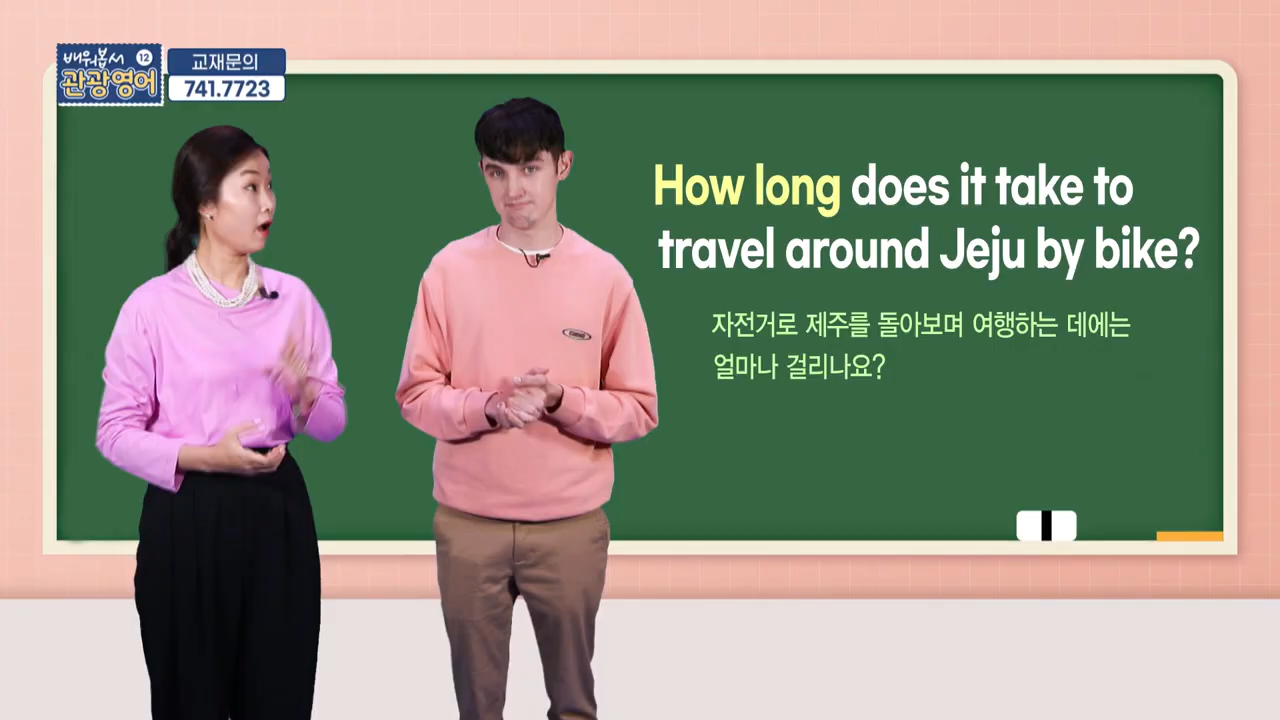 배워봅서 12
관광영어
교재문의
741.7723
How long does it take to
travel around Jeju by bike?
자전거로 제주를 돌아보며 여행하는 데에는
얼마나 걸리나요?